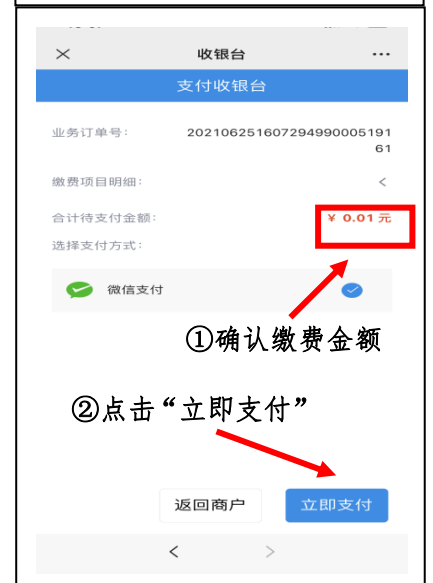 收银台
支付收银台
业务订单号：
202106251607294990005191
61
缴费项目明细：
合计待支付金额：
¥ 0.01 元
选择支付方式：
微信支付
①确认缴费金额
②点击“立即支付”
返回商户
立即支付